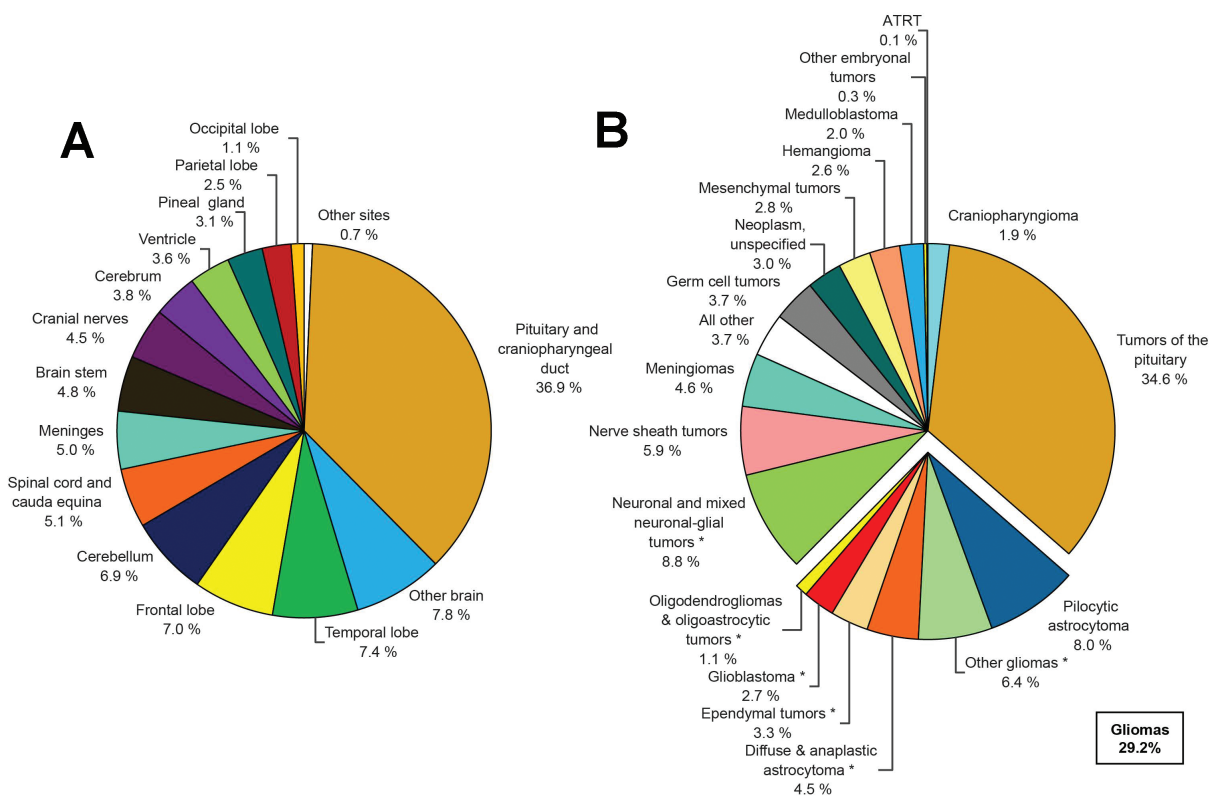 A
Occipital lobe
1.1 %
Parietal lobe
2.5 %
Pineal gland
3.1 %
Ventricle
3.6 %
Cerebrum
3.8 %
Cranial nerves
4.5 %
Brain stem
4.8 %
Meninges
5.0 %
Spinal cord and
cauda equina
5.1 %
Cerebellum
6.9 %
Frontal lobe
7.0 %
Temporal lobe
7.4 %
Other brain
7.8 %
Pituitary and
craniopharyngeal
duct
36.9 %
Other sites
0.7 %
B
ATRT
0.1 %
Other embryonal
tumors
0.3 %
Medulloblastoma
2.0 %
Hemangioma
2.6 %
Mesenchymal tumors
2.8 %
Neoplasm,
unspecified
3.0 %
Germ cell tumors
3.7 %
All other
3.7 %
Meningiomas
4.6 %
Nerve sheath tumors
5.9 %
Neuronal and mixed
neuronal-glial
tumors *
8.8 %
Oligodendrogliomas
& oligoastrocytic
tumors *
1.1 %
Glioblastoma *
2.7 %
Ependymal tumors *
3.3 %
Diffuse & anaplastic
astrocytoma *
4.5 %
Other gliomas *
6.4 %
Pilocytic
astrocytoma
8.0 %
Tumors of the
pituitary
34.6 %
Craniopharyngioma
1.9 %
Gliomas
29.2%